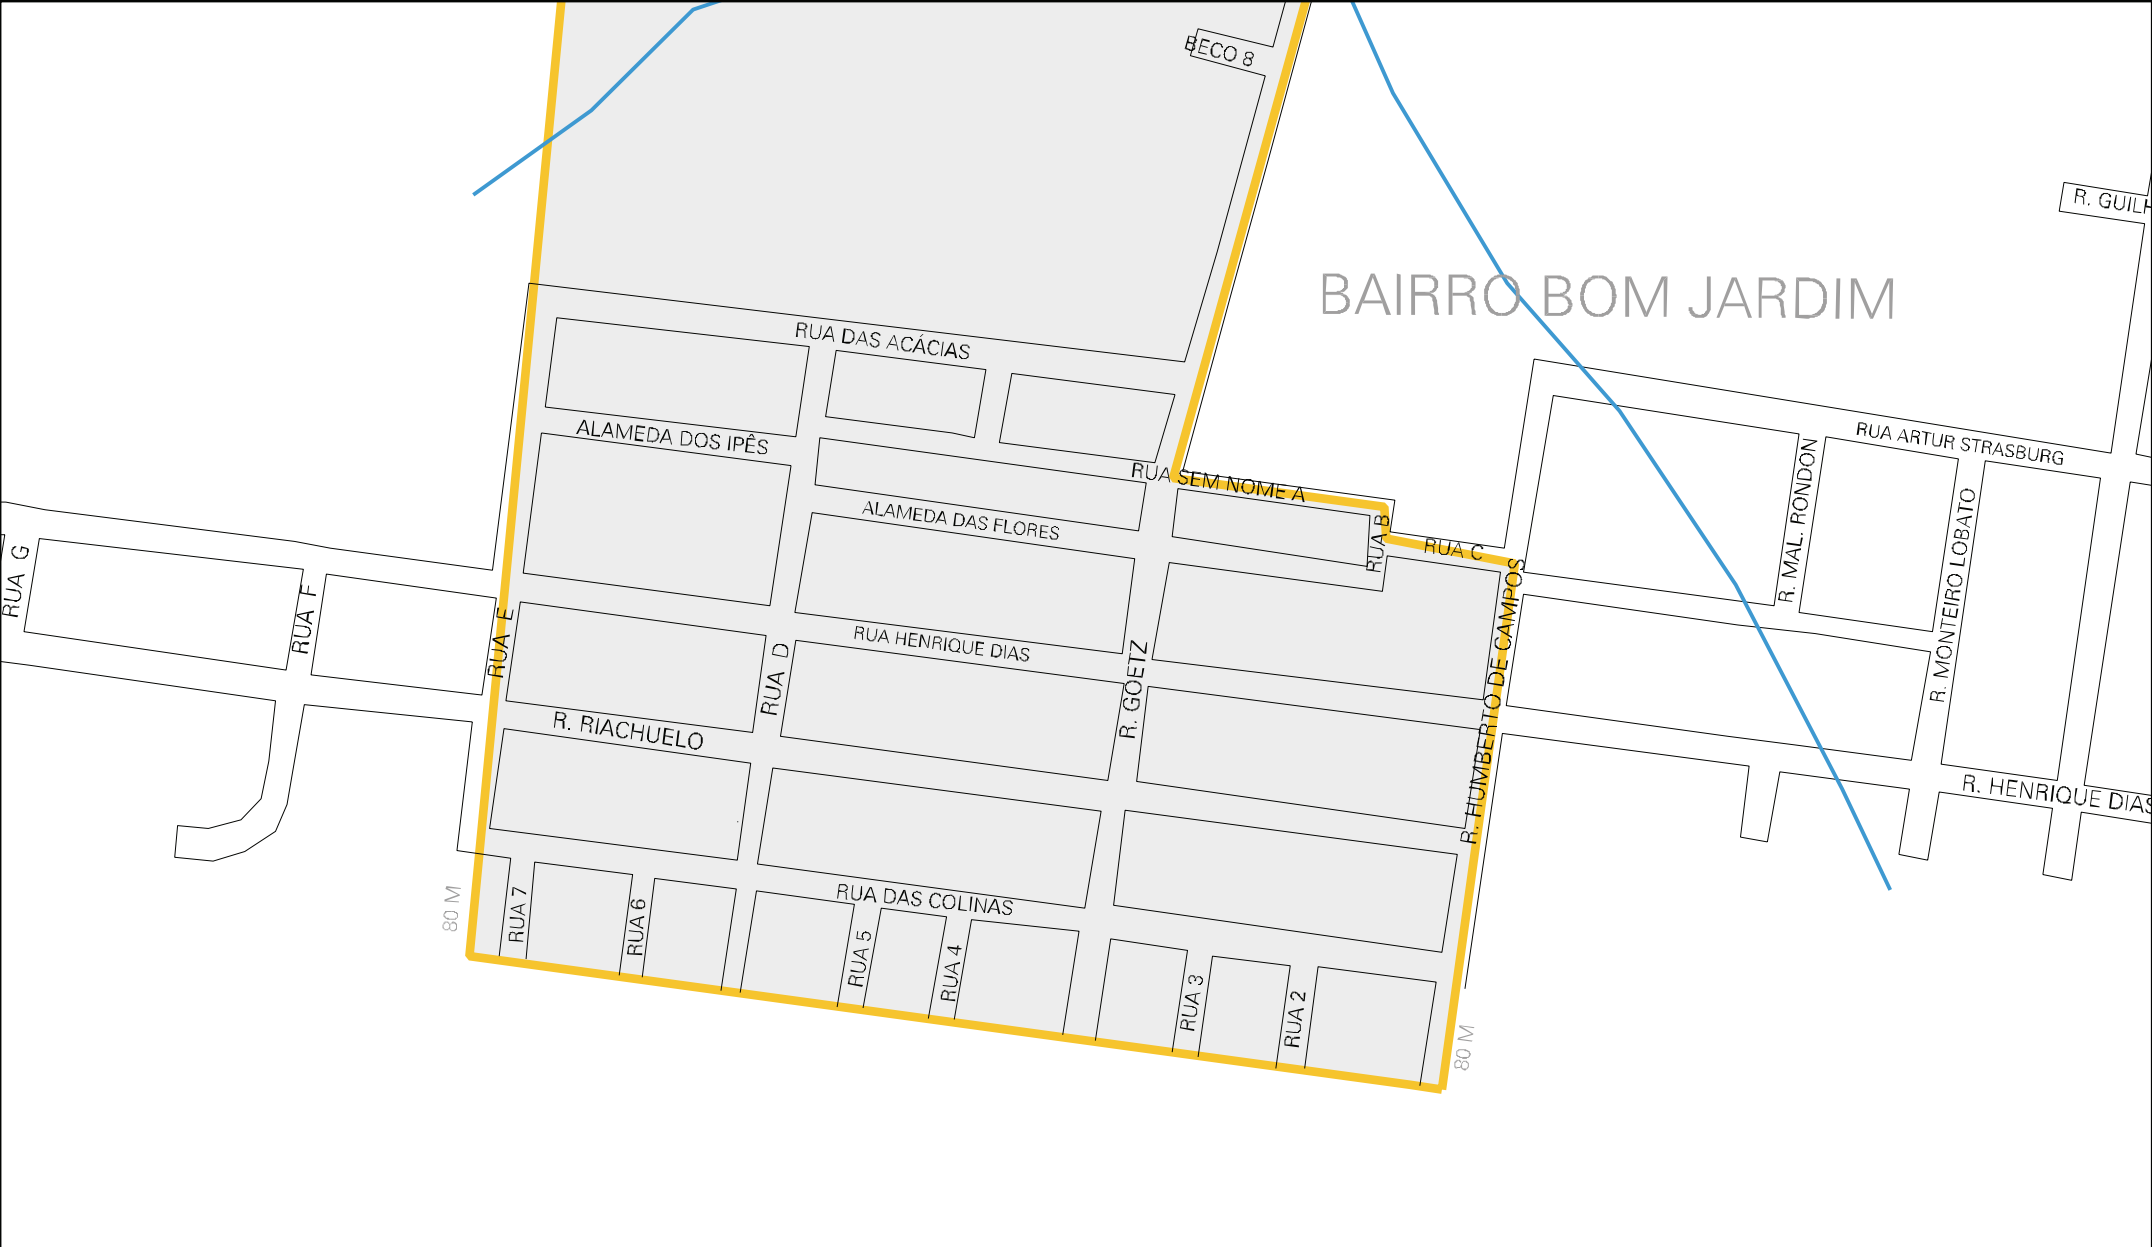 BECO 8
R. GUILH
BAIRRO BOM JARDIM
RUA DAS ACÁCIAS
ALAMEDA DOS IPÊS
RUA ARTUR STRASBURG
RUA SEM NOME A
R. MAL. RONDON
ALAMEDA DAS FLORES
RUA B
RUA C
RUA G
RUA F
RUA E
RUA D
RUA HENRIQUE DIAS
R. GOETZ
R. HUMBERTO DE CAMPOS
R. MONTEIRO LOBATO
R. RIACHUELO
R. HENRIQUE DIAS
80 M
RUA 7
RUA 6
RUA DAS COLINAS
RUA 5
RUA 4
RUA 3
RUA 2
80 M